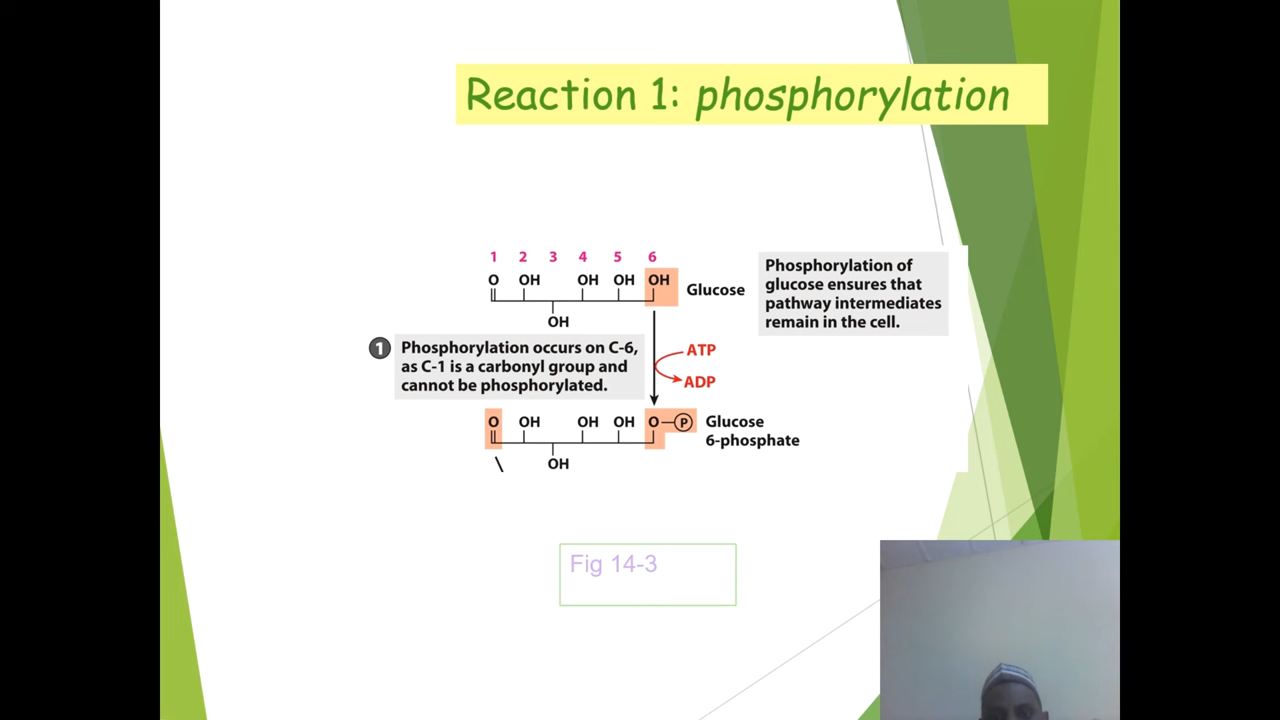 Reaction 1: phosphorylation
1 2 3 4 5 6
O OH OH OH OH
Glucose
OH
Phosphorylation of
glucose ensures that
pathway intermediates
remain in the cell.
1
Phosphorylation occurs on C-6,
as C-1 is a carbonyl group and
cannot be phosphorylated.
ATP
ADP
O OH OH OH O P
Glucose
6-phosphate
OH
Fig 14-3